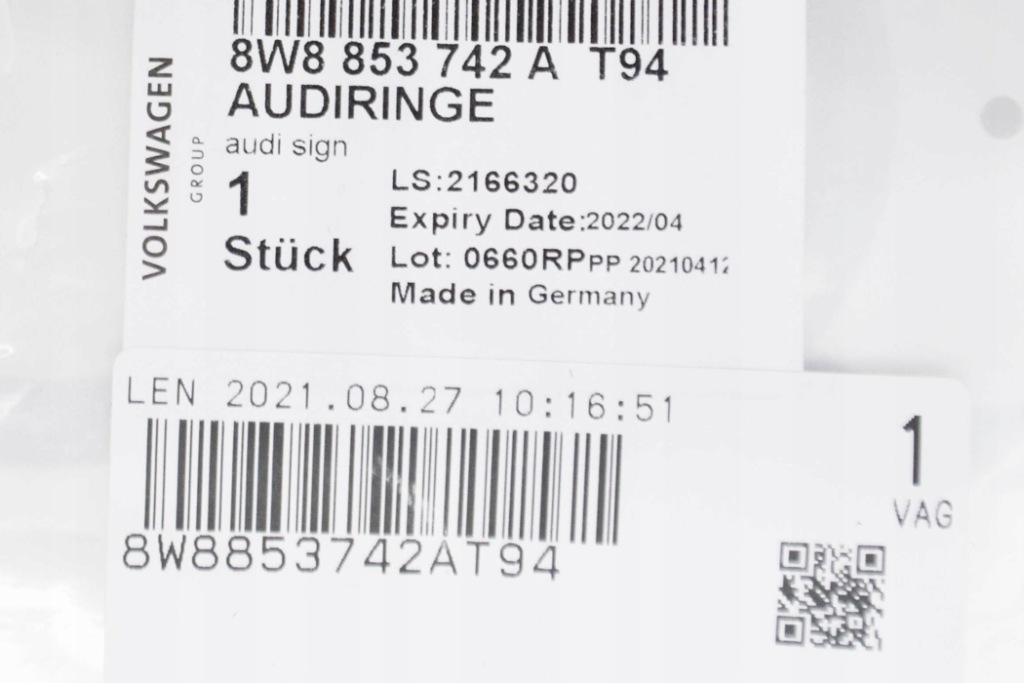 8W8 853 742 A T94
AUDIRINGE
audi sign
1
Stück
VOLKSWAGEN
GROUP
LS:2166320
Expiry Date:2022/04
Lot: 0660RPPP 20210412
Made in Germany
LEN 2021.08.27 10:16:51
8W8853742AT94
1
VAG